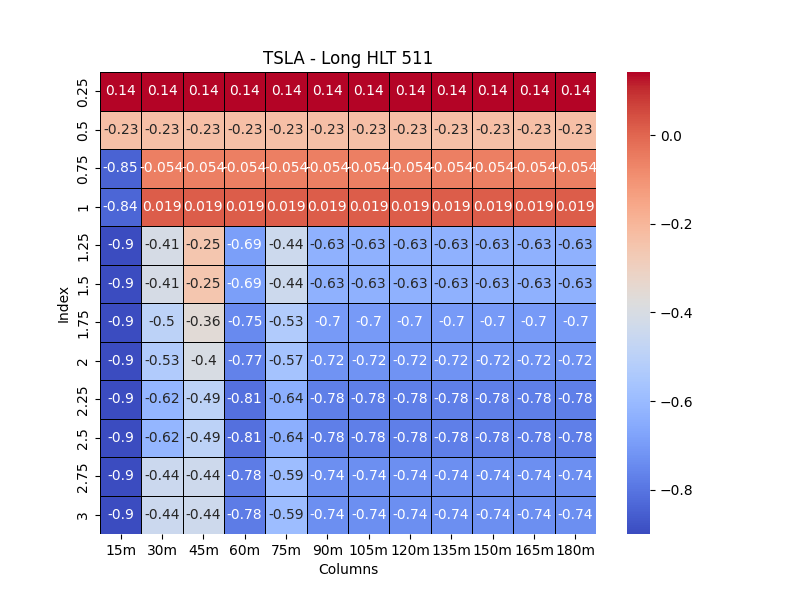 TSLA - Long HLT 511
0.25 0.14 0.14 0.14 0.14 0.14 0.14 0.14 0.14 0.14 0.14 0.14 0.14
0.5 -0.23 -0.23 -0.23 -0.23 -0.23 -0.23 -0.23 -0.23 -0.23 -0.23 -0.23 -0.23
0.75 -0.85 -0.054 -0.054 -0.054 -0.054 -0.054 -0.054 -0.054 -0.054 -0.054 -0.054 -0.054
1 -0.84 0.019 0.019 0.019 0.019 0.019 0.019 0.019 0.019 0.019 0.019 0.019
1.25 -0.9 -0.41 -0.25 -0.69 -0.44 -0.63 -0.63 -0.63 -0.63 -0.63 -0.63 -0.63
1.5 -0.9 -0.41 -0.25 -0.69 -0.44 -0.63 -0.63 -0.63 -0.63 -0.63 -0.63 -0.63
1.75 -0.9 -0.5 -0.36 -0.75 -0.53 -0.7 -0.7 -0.7 -0.7 -0.7 -0.7 -0.7
2 -0.9 -0.53 -0.4 -0.77 -0.57 -0.72 -0.72 -0.72 -0.72 -0.72 -0.72 -0.72
2.25 -0.9 -0.62 -0.49 -0.81 -0.64 -0.78 -0.78 -0.78 -0.78 -0.78 -0.78 -0.78
2.5 -0.9 -0.62 -0.49 -0.81 -0.64 -0.78 -0.78 -0.78 -0.78 -0.78 -0.78 -0.78
2.75 -0.9 -0.44 -0.44 -0.78 -0.59 -0.74 -0.74 -0.74 -0.74 -0.74 -0.74 -0.74
3 -0.9 -0.44 -0.44 -0.78 -0.59 -0.74 -0.74 -0.74 -0.74 -0.74 -0.74 -0.74
15m 30m 45m 60m 75m 90m 105m 120m 135m 150m 165m 180m
Columns
Index
0.0
−0.2
−0.4
−0.6
−0.8